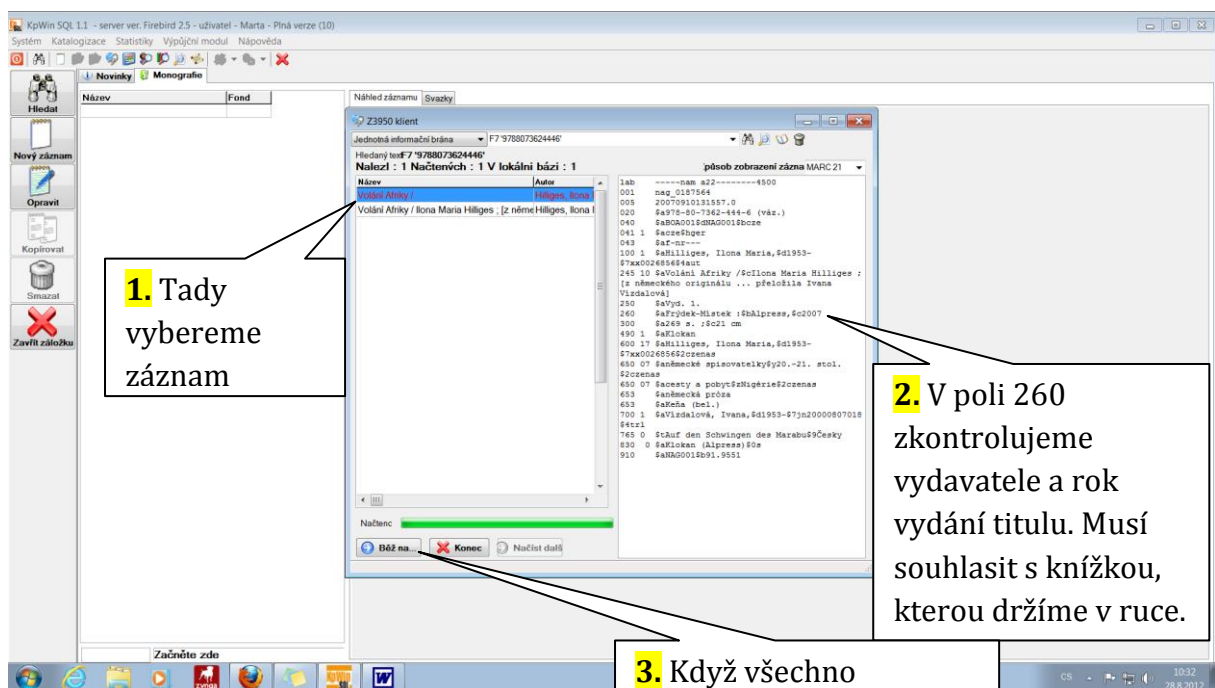 KpWin SQL 1.1 - server ver. Firebird 2.5 - uživatel - Marta - Plná verze (10)
Systém Katalogizace Statistiky Výpůjční modul Nápověda
Novinky Monografie
Hledat
Nový záznam
Opravit
Kopírovat
Smazat
Zavřít záložku
Název Fond
Začněte zde
Náhled záznamu Svazky
Z3950 klient
Jednotná informační brána F7 '9788073624446'
Hledaný text F7 '9788073624446'
Nalezl : 1 Načtených : 1 V lokální bázi : 1
působ zobrazení zázna MARC 21
Název Autor
Volání Afriky / Hilliges, Ilona
Volání Afriky / Ilona Maria Hilliges ; [z něme Hilliges, Ilona I
lab -----nam a22--------4500
001 nag_0187564
005 20070910131557.0
020 $a978-80-7362-444-6 (váz.)
040 $aBOA001$dNAG001$bcze
041 1 $acze$hger
043 $af-nr---
100 1 $aHilliges, Ilona Maria,$d1953-
$7xx0026856$4aut
245 10 $aVolání Afriky /$cIlona Maria Hilliges ;
[z německého originálu ... přeložila Ivana
Vízdalová]
250 $aVyd. 1.
260 $aFrýdek-Místek :$bAlpress,$c2007
300 $a269 s. ;$c21 cm
490 1 $aKlokan
600 17 $aHilliges, Ilona Maria,$d1953-
$7xx0026856$2czenas
650 07 $aněmecké spisovatelky$y20.-21. stol.
$2czenas
650 07 $acesty a pobyt$zNigérie$2czenas
653 $aněmecká próza
653 $aKeňa (bel.)
700 1 $aVízdalová, Ivana,$d1953-$7jn20000807018
$4trl
765 0 $tAuf den Schwingen des Marabu$9Česky
830 0 $aKlokan (Alpress)$0s
910 $aNAG001$b91.9551
Načtenc
Běž na... Konec Načíst dalš
1. Tady
vybereme
záznam
2. V poli 260
zkontrolujeme
vydavatele a rok
vydání titulu. Musí
souhlasit s knížkou,
kterou držíme v ruce.
3. Když všechno
zynga
KpWin
W
CS
10:32
28.8.2012